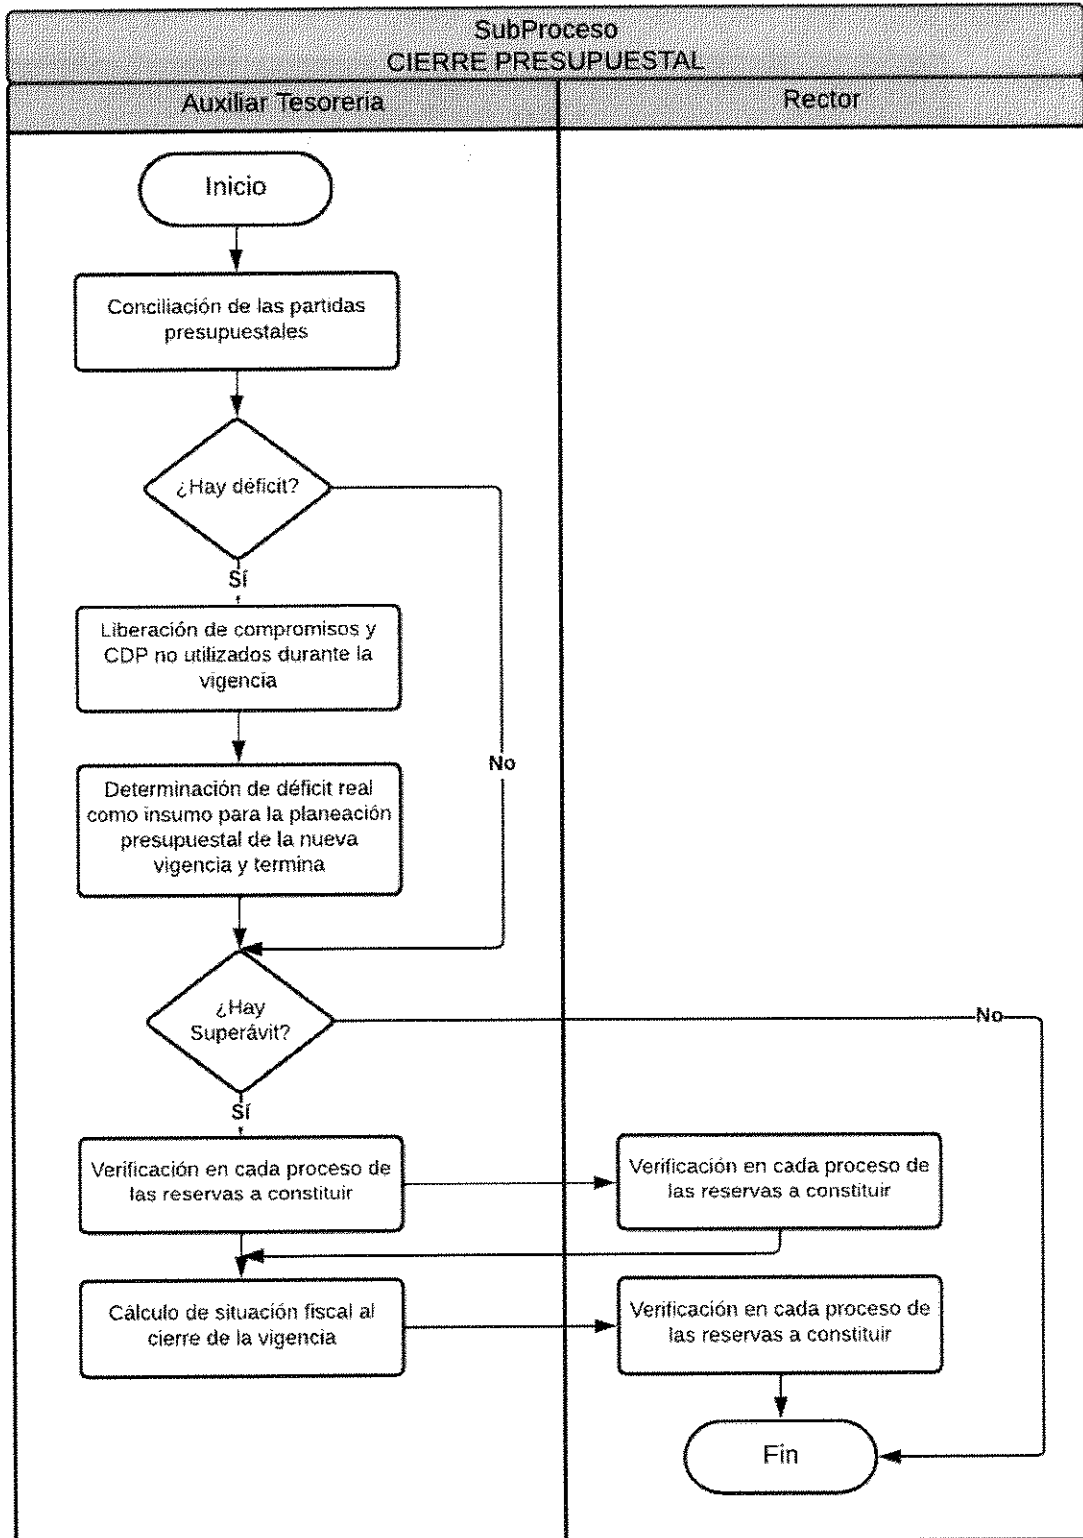 SubProceso
CIERRE PRESUPUESTAL
Auxiliar Tesoreria
Rector
Inicio
Conciliación de las partidas
presupuestales
¿Hay déficit?
Sí
Liberación de compromisos y
CDP no utilizados durante la
vigencia
No
Determinación de déficit real
como insumo para la planeación
presupuestal de la nueva
vigencia y termina
¿Hay
Superávit?
No
Sí
Verificación en cada proceso de
las reservas a constituir
Verificación en cada proceso de
las reservas a constituir
Cálculo de situación fiscal al
cierre de la vigencia
Verificación en cada proceso de
las reservas a constituir
Fin